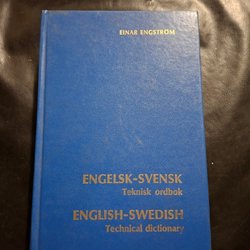 EINAR ENGSTRÖM
ENGELSK-SVENSK
Teknisk ordbok
ENGLISH-SWEDISH
Technical dictionary